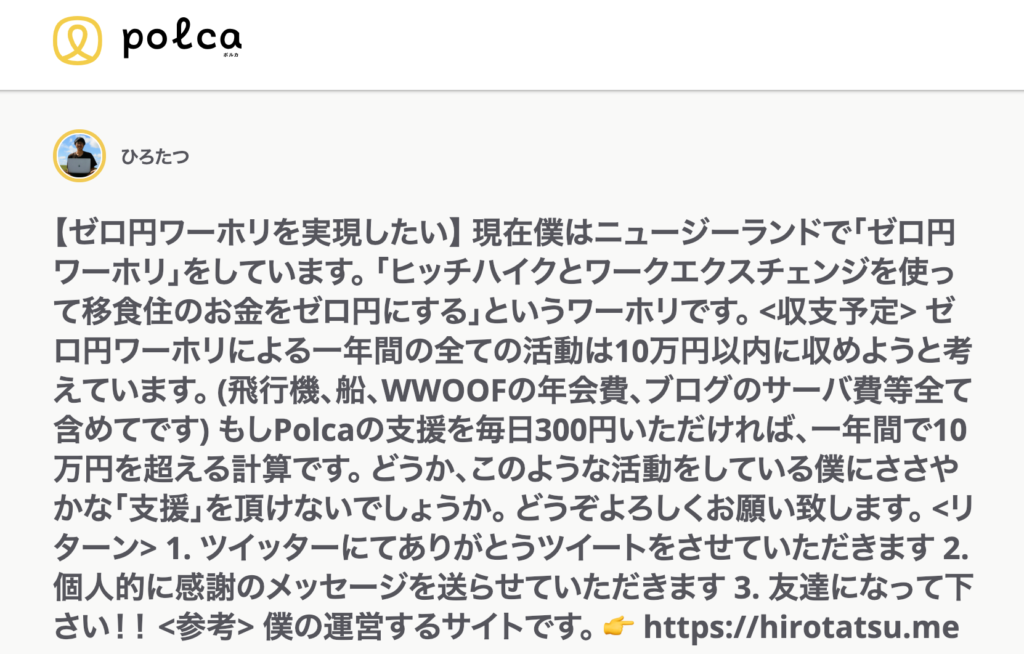 polca
ポルカ
ひろたつ
【ゼロ円ワーホリを実現したい】 現在僕はニュージーランドで「ゼロ円
ワーホリ」をしています。「ヒッチハイクとワークエクスチェンジを使っ
て移食住のお金をゼロ円にする」というワーホリです。 <収支予定> ゼ
ロ円ワーホリによる一年間の全ての活動は10万円以内に収めようと考
えています。 (飛行機、船、WWOOFの年会費、ブログのサーバ費等全て
含めてです) もしPolcaの支援を毎日300円いただければ、一年間で10
万円を超える計算です。 どうか、このような活動をしている僕にささや
かな「支援」を頂けないでしょうか。 どうぞよろしくお願い致します。 <リ
ターン> 1. ツイッターにてありがとうツイートをさせていただきます 2.
個人的に感謝のメッセージを送らせていただきます 3. 友達になって下
さい！！ <参考> 僕の運営するサイトです。 👉 https://hirotatsu.me